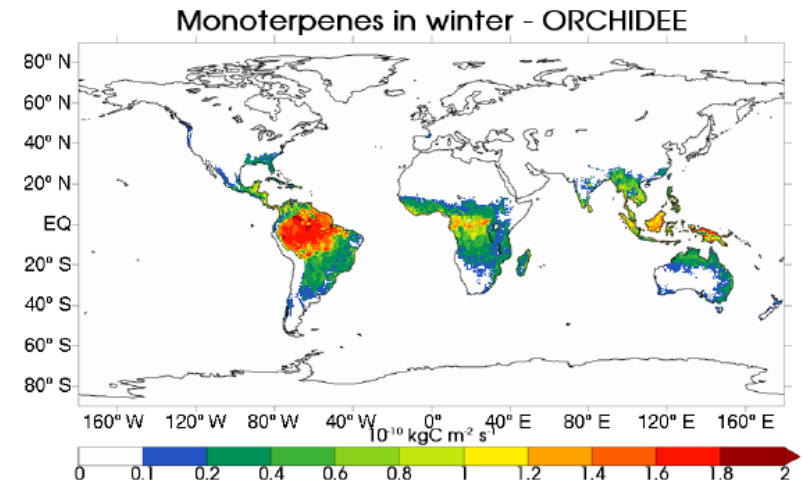 Monoterpenes in winter - ORCHIDEE
80° N
60° N
40° N
20° N
EQ
20° S
40° S
60° S
80° S
160° W 120° W 80° W 40° W 0° 40° E 80° E 120° E 160° E
10⁻¹⁰ kgC m⁻² s⁻¹
0 0.1 0.2 0.4 0.6 0.8 1 1.2 1.4 1.6 1.8 2